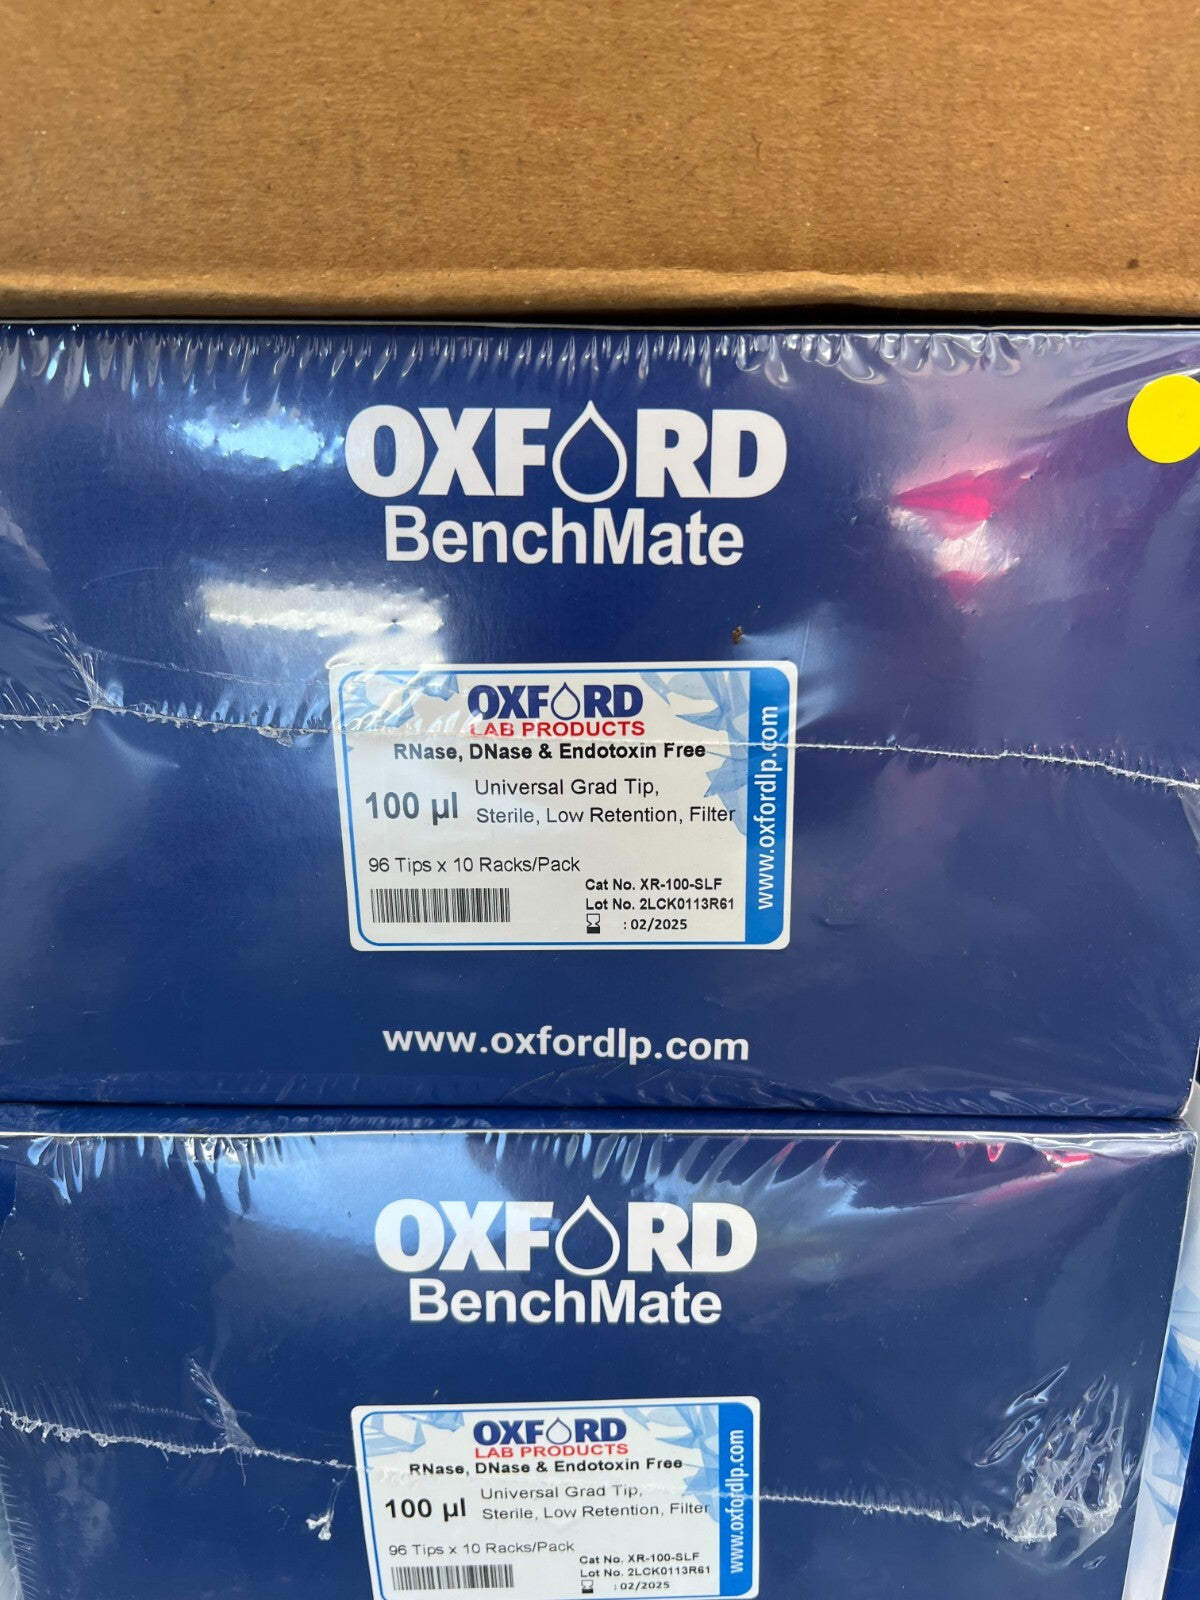 OXFORD
BenchMate
OXFORD
LAB PRODUCTS
RNase, DNase & Endotoxin Free
100 µl
Universal Grad Tip,
Sterile, Low Retention, Filter
96 Tips x 10 Racks/Pack
Cat No. XR-100-SLF
Lot No. 2LCK0113R61
: 02/2025
www.oxfordlp.com
www.oxfordlp.com
OXFORD
BenchMate
OXFORD
LAB PRODUCTS
RNase, DNase & Endotoxin Free
100 µl
Universal Grad Tip,
Sterile, Low Retention, Filter
96 Tips x 10 Racks/Pack
Cat No. XR-100-SLF
Lot No. 2LCK0113R61
: 02/2025
www.oxfordlp.com